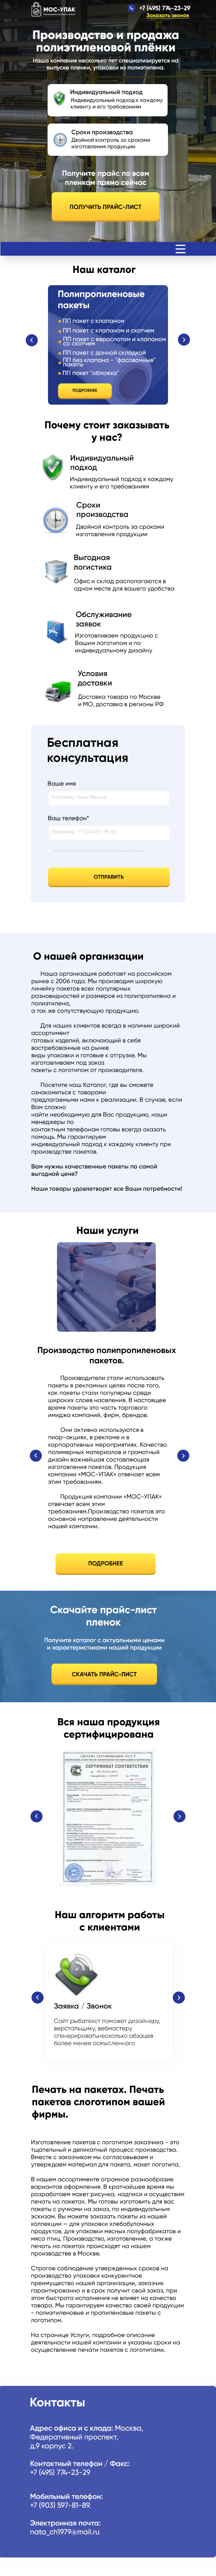 МОС-УПАК
+7 (495) 774-23-29
Заказать звонок
Производство и продажа
полиэтиленовой плёнки
Наша компания несколько лет специализируется на
выпуске пленки, упаковки из полиэтилена.
Индивидуальный подход
Индивидуальный подход к каждому
клиенту и его требованиям
Сроки производства
Двойной контроль за сроками
изготовления продукции
Получите прайс по всем
пленкам прямо сейчас
ПОЛУЧИТЬ ПРАЙС-ЛИСТ
Наш каталог
Полипропиленовые
пакеты
ПП пакет с клапаном
ПП пакет с клапаном и скотчем
ПП пакет с еврослотом и клапаном
со скотчем
ПП пакет с донной складкой
ПП без клапана - "фасовочные"
пакеты
ПП пакет "обложка"
ПОДРОБНЕЕ
Почему стоит заказывать
у нас?
Индивидуальный
подход
Индивидуальный подход к каждому
клиенту и его требованиям
Сроки
производства
Двойной контроль за сроками
изготовления продукции
Выгодная
логистика
Офис и склад располагаются в
одном месте для вашего удобства
Обслуживание
заявок
Изготовливаем продукцию с
Вашим логотипом и по
индивидуальному дизайну
Условия
доставки
Доставка товара по Москве
и МО, доставка в регионы РФ
Бесплатная
консультация
Ваше имя
Например: Иван Иванов
Ваш телефон*
ОТПРАВИТЬ
О нашей организации
Наша организация работает на российском
рынке с 2006 года. Мы производим широкую
линейку пакетов всех популярных
разновидностей и размеров из полипропилена и
полиэтилена,
а так же сопутствующую продукцию.
Для наших клиентов всегда в наличии широкий
ассортимент
готовых изделий, включающий в себя
востребованные на рынке
виды упаковки и готовые к отгрузке. Мы
изготовливаем под заказ
пакеты с логотипом от производителя.
Посетите наш Каталог, где вы сможете
ознакомиться с товарами
предлагаемыми нами к реализации. В случае, если
Вам сложно
найти необходимую для Вас продукцию, наши
менеджеры по
контактным телефонам готовы всегда оказать
помощь. Мы гарантируем
индивидуальный подход к каждому клиенту при
производстве пакетов.
Вам нужны качественные пакеты по самой
выгодной цене?
Наши товары удовлетворят все Ваши потребности!
Наши услуги
Производство полипропиленовых
пакетов.
Производители стали использовать
пакеты в рекламных целях после того,
как пакеты стали популярны среди
широких слоев населения. В настоящее
время пакеты это часть торгового
имиджа компаний, фирм, брендов.
Они активно используются в
пиар-акциях, в рекламе и в
корпоративных мероприятиях. Качество
полимерных материалов и грамотный
дизайн важнейшая составляющая
изготовления пакетов. Продукция
компании «МОС-УПАК» отвечает всем
этим требованиям.
Продукция компании «МОС-УПАК»
отвечает всем этим
требованиям.Производство пакетов это
основное направление деятельности
нашей компании.
ПОДРОБНЕЕ
Скачайте прайс-лист
пленок
Получите каталог с актуальными ценами
и характеристиками нашей продукции
СКАЧАТЬ ПРАЙС-ЛИСТ
Вся наша продукция
сертифицирована
СЕРТИФИКАТ СООТВЕТСТВИЯ
Наш алгоритм работы
с клиентами
Заявка / Звонок
Сайт рыбатекст поможет дизайнеру,
верстальщику, вебмастеру
сгенерироватьнесколько абзацев
более менее осмысленного
Печать на пакетах. Печать
пакетов слоготипом вашей
фирмы.
Изготовление пакетов с логотипом заказчика - это
тщательный и деликатный процесс производства.
Вместе с заказчиком мы согласовываем и
утверждаем материал для пакета, макет логотипа.
В нашем ассортименте огромное разнообразие
вариантов оформления. В кратчайшее время мы
разработаем макет рисунка, надписи и осуществим
печать на пакетах. Мы готовы изготовить для вас
пакеты с ручками на заказ, по индивидуальным
эскизам. Вы можете заказать пакеты из нашей
коллекции — для упаковки хлебобулочных
продуктов, для упаковки мясных полуфабрикатов и
мяса птиц. Производство, изготовление, а также
печать на пакетах происходят на нашем
производстве в Москве.
Строгое соблюдение утвержденных сроков на
производство упаковки конкурентное
преимущество нашей организации, заказчик
гарантированно и в срок получит свой заказ, при
этом быстрота исполнения не влияет на качество
товара. Мы гарантируем качество своей продукции
- полиэтиленовые и пропиленовые пакеты с
логотипом.
На странице Услуги, подробное описание
деятельности нашей компании и указаны сроки на
осуществление печати пакетов с логотипами.
Контакты
Адрес офиса и с клада: Москва,
Федеративный проспект,
д.9 корпус 2.
Контактный телефон / Факс:
+7 (495) 774-23-29
Мобильный телефон:
+7 (903) 597-81-89.
Электронная почта:
nata_ch1979@mail.ru